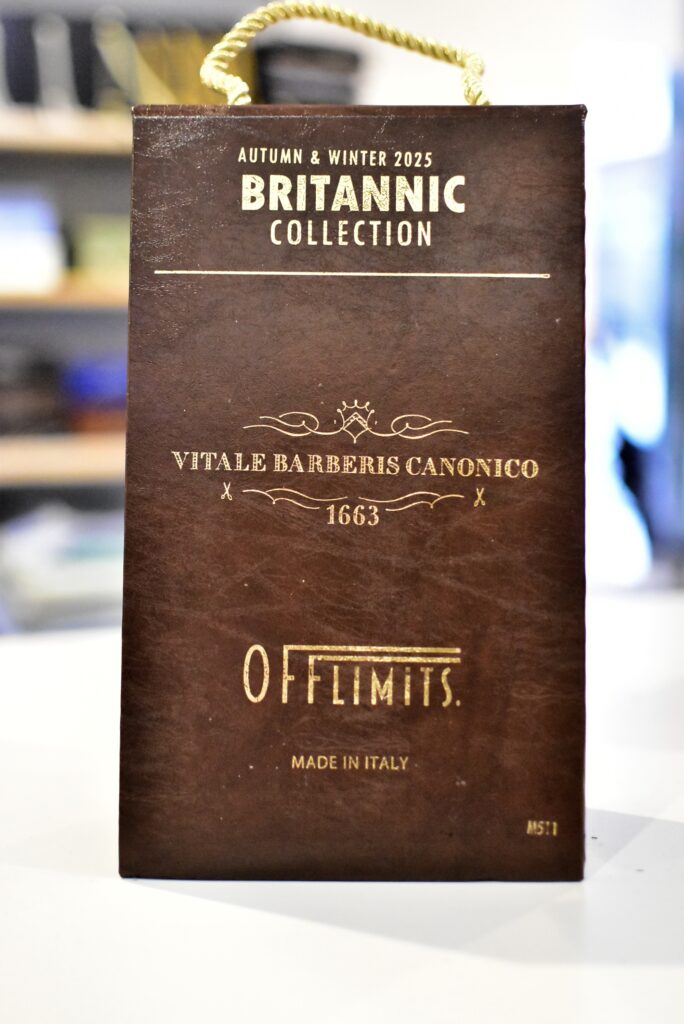 AUTUMN & WINTER 2025
BRITANNIC
COLLECTION
VITALE BARBERIS CANONICO
1663
OFFLIMITS.
MADE IN ITALY